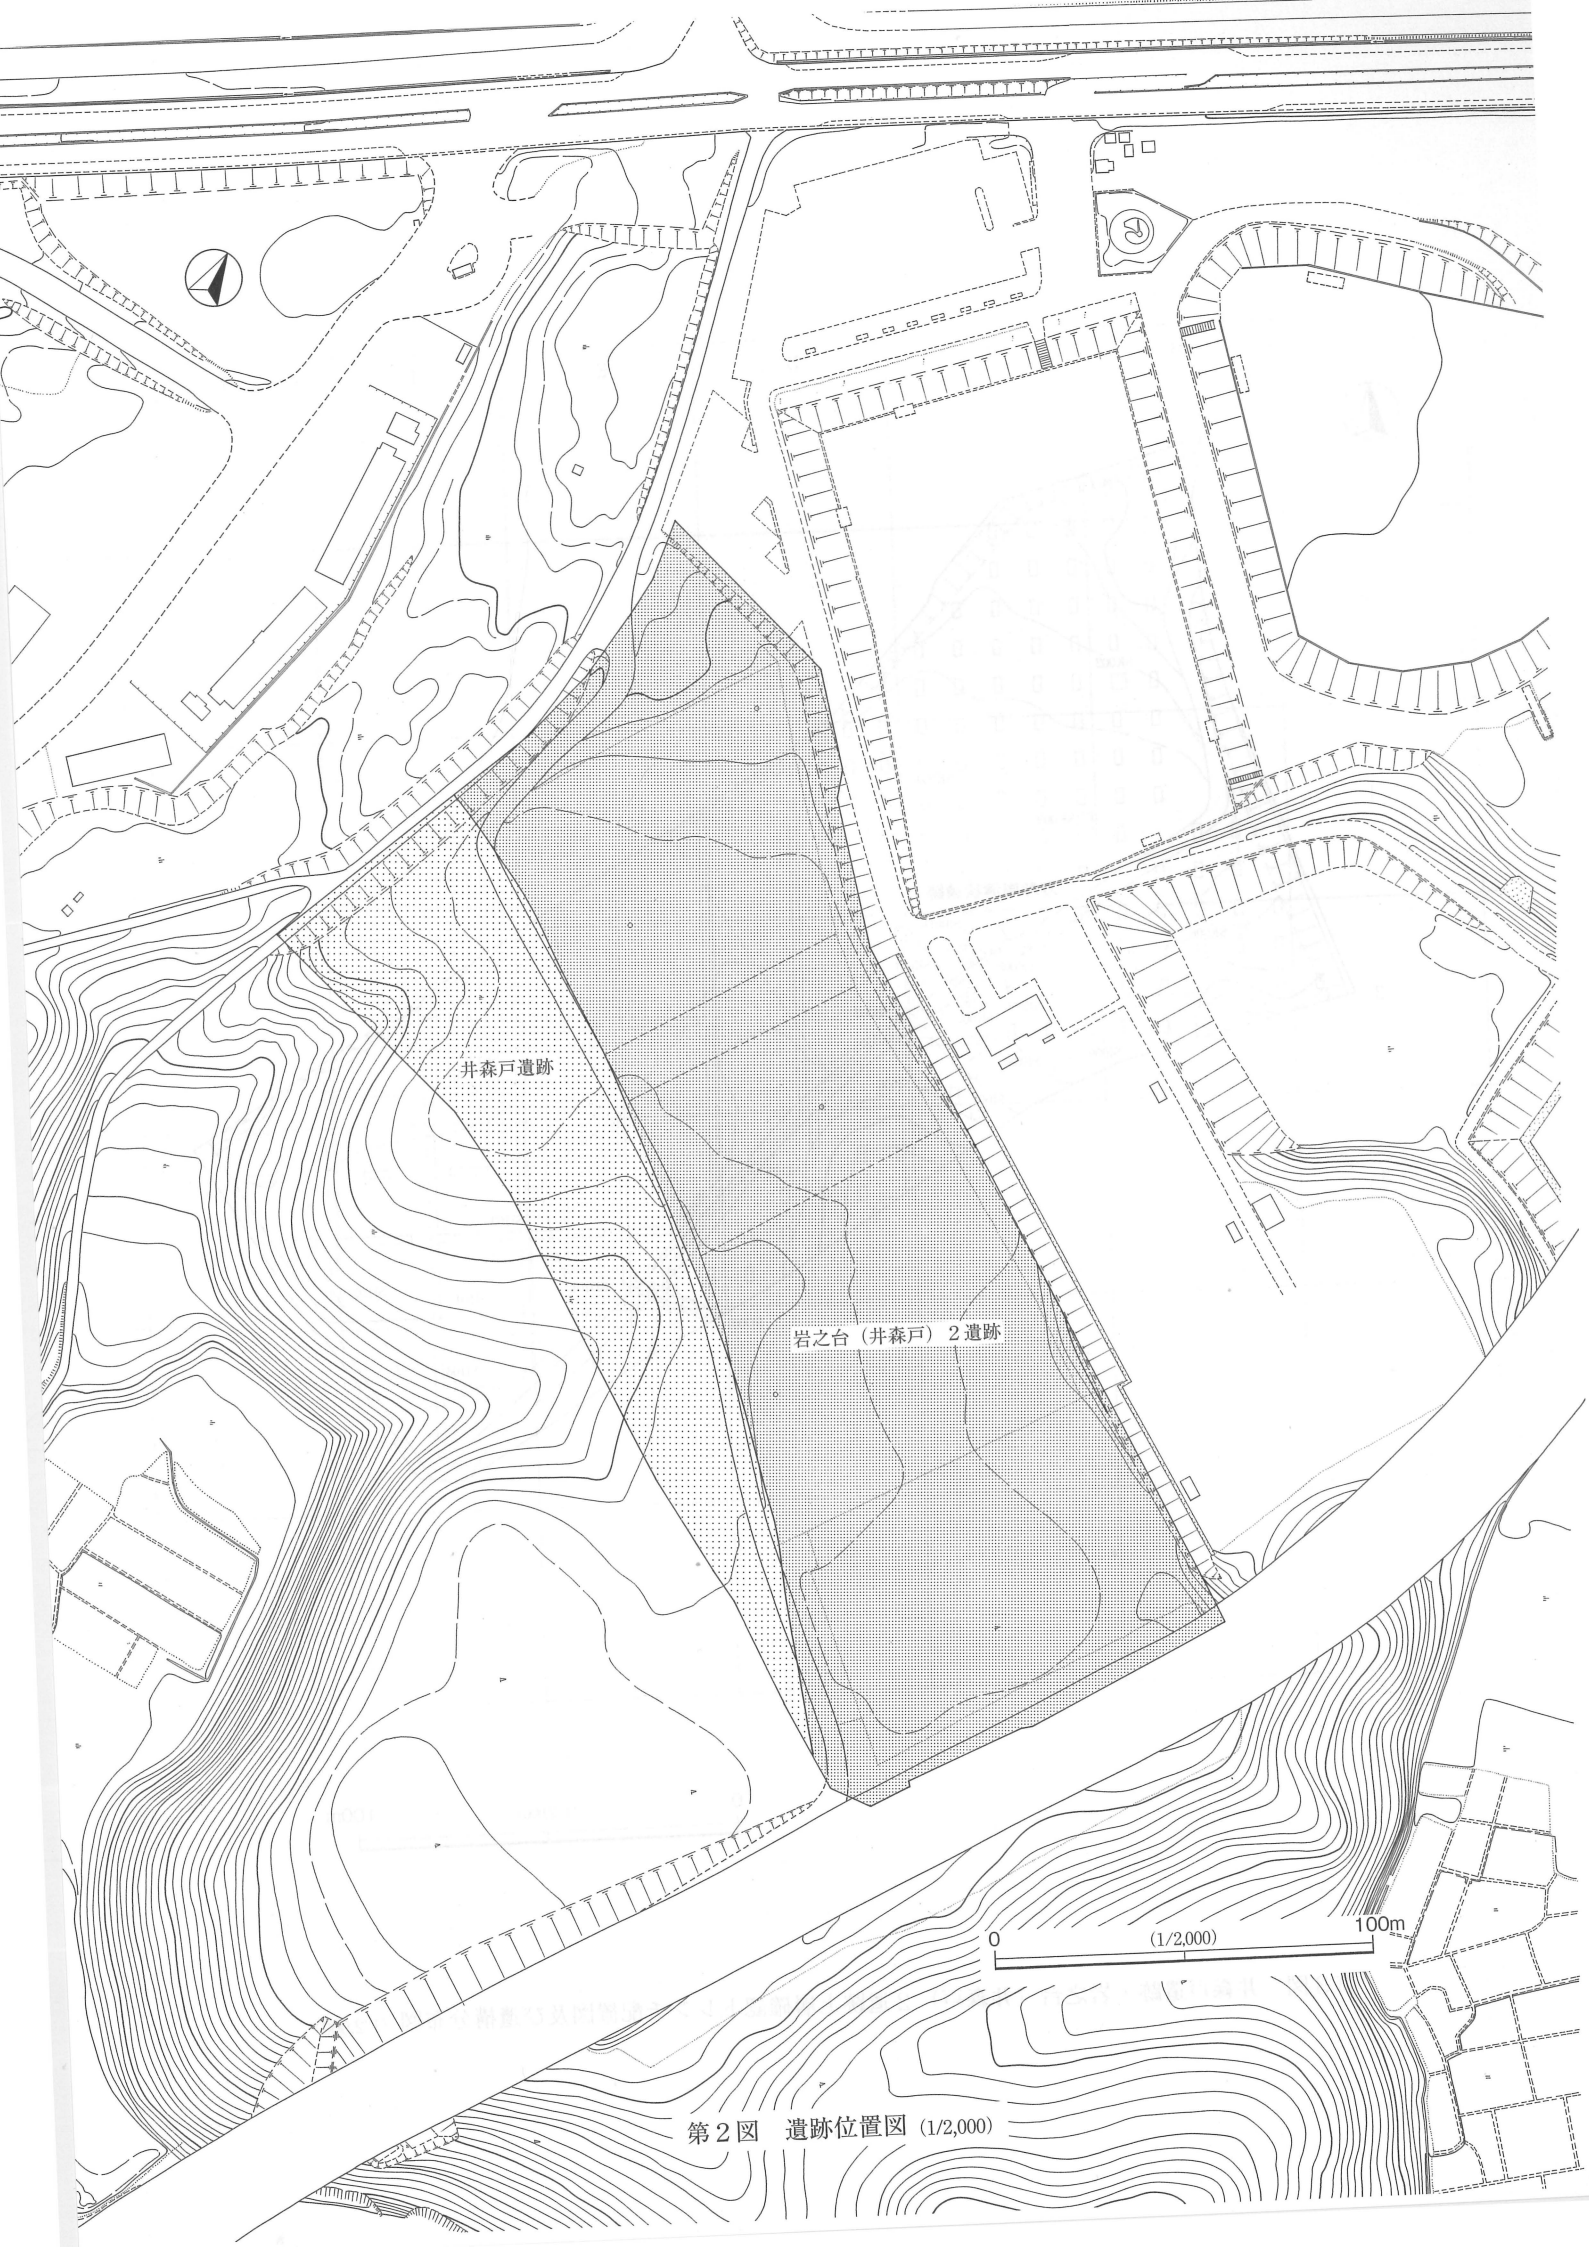 井森戸遺跡
岩之台（井森戸）２遺跡
0
(1/2,000)
100m
第２図　遺跡位置図 (1/2,000)